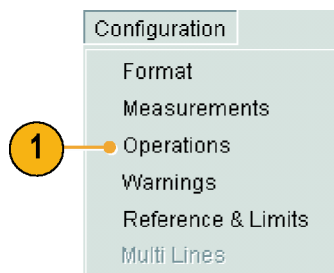 Configuration
Format
Measurements
1
Operations
Warnings
Reference & Limits
Multi Lines